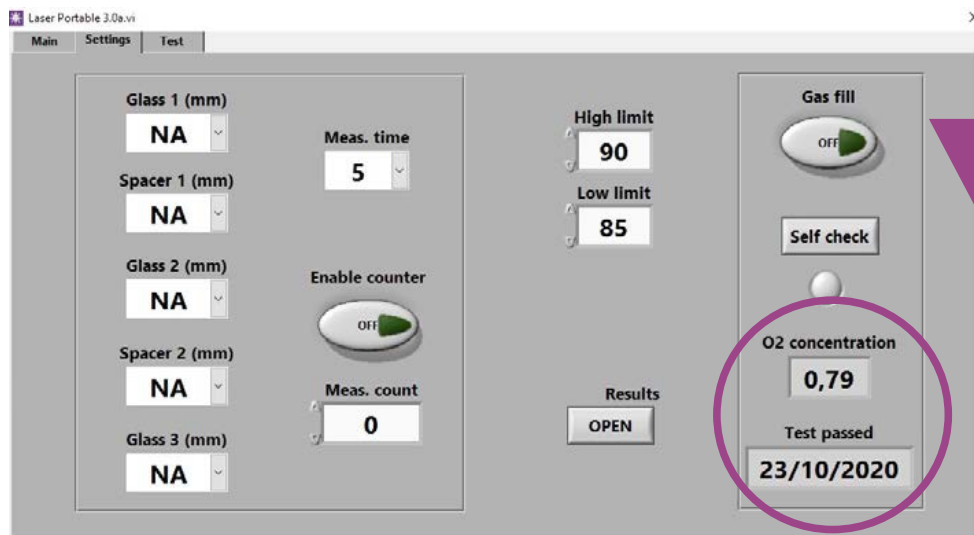 Laser Portable 3.0a.vi
Main Settings Test
Glass 1 (mm)
NA
Spacer 1 (mm)
NA
Glass 2 (mm)
NA
Spacer 2 (mm)
NA
Glass 3 (mm)
NA
Meas. time
5
Enable counter
OFF
Meas. count
0
High limit
90
Low limit
85
Results
OPEN
Gas fill
OFF
Self check
O2 concentration
0,79
Test passed
23/10/2020